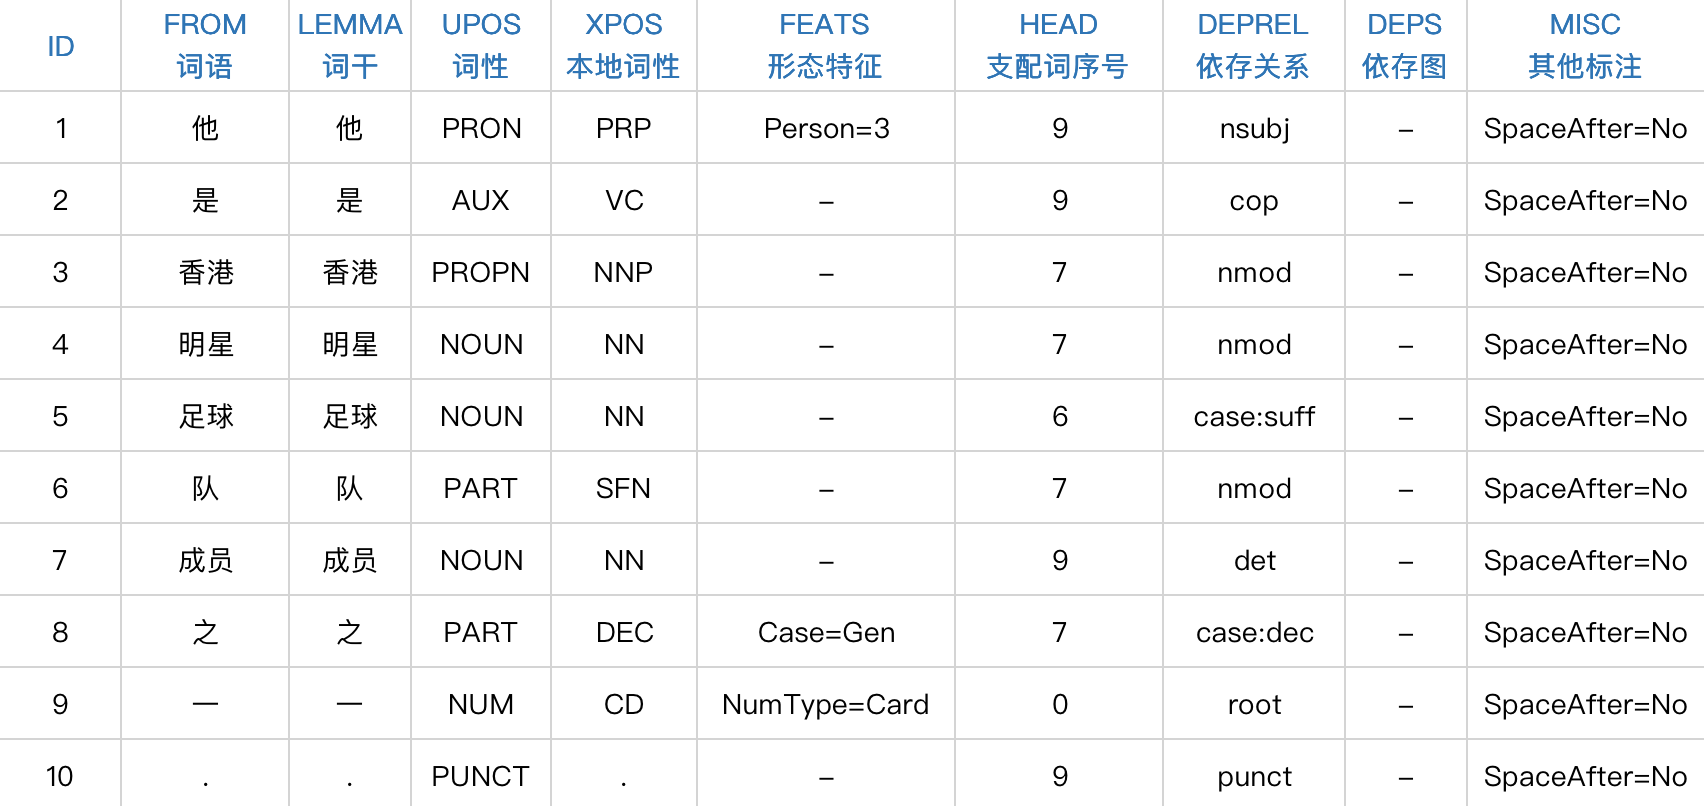 ID FROM LEMMA UPOS XPOS FEATS HEAD DEPREL DEPS MISC
词语 词干 词性 本地词性 形态特征 支配词序号 依存关系 依存图 其他标注
1 他 他 PRON PRP Person=3 9 nsubj – SpaceAfter=No
2 是 是 AUX VC – 9 cop – SpaceAfter=No
3 香港 香港 PROPN NNP – 7 nmod – SpaceAfter=No
4 明星 明星 NOUN NN – 7 nmod – SpaceAfter=No
5 足球 足球 NOUN NN – 6 case:suff – SpaceAfter=No
6 队 队 PART SFN – 7 nmod – SpaceAfter=No
7 成员 成员 NOUN NN – 9 det – SpaceAfter=No
8 之 之 PART DEC Case=Gen 7 case:dec – SpaceAfter=No
9 一 一 NUM CD NumType=Card 0 root – SpaceAfter=No
10 . . PUNCT . – 9 punct – SpaceAfter=No